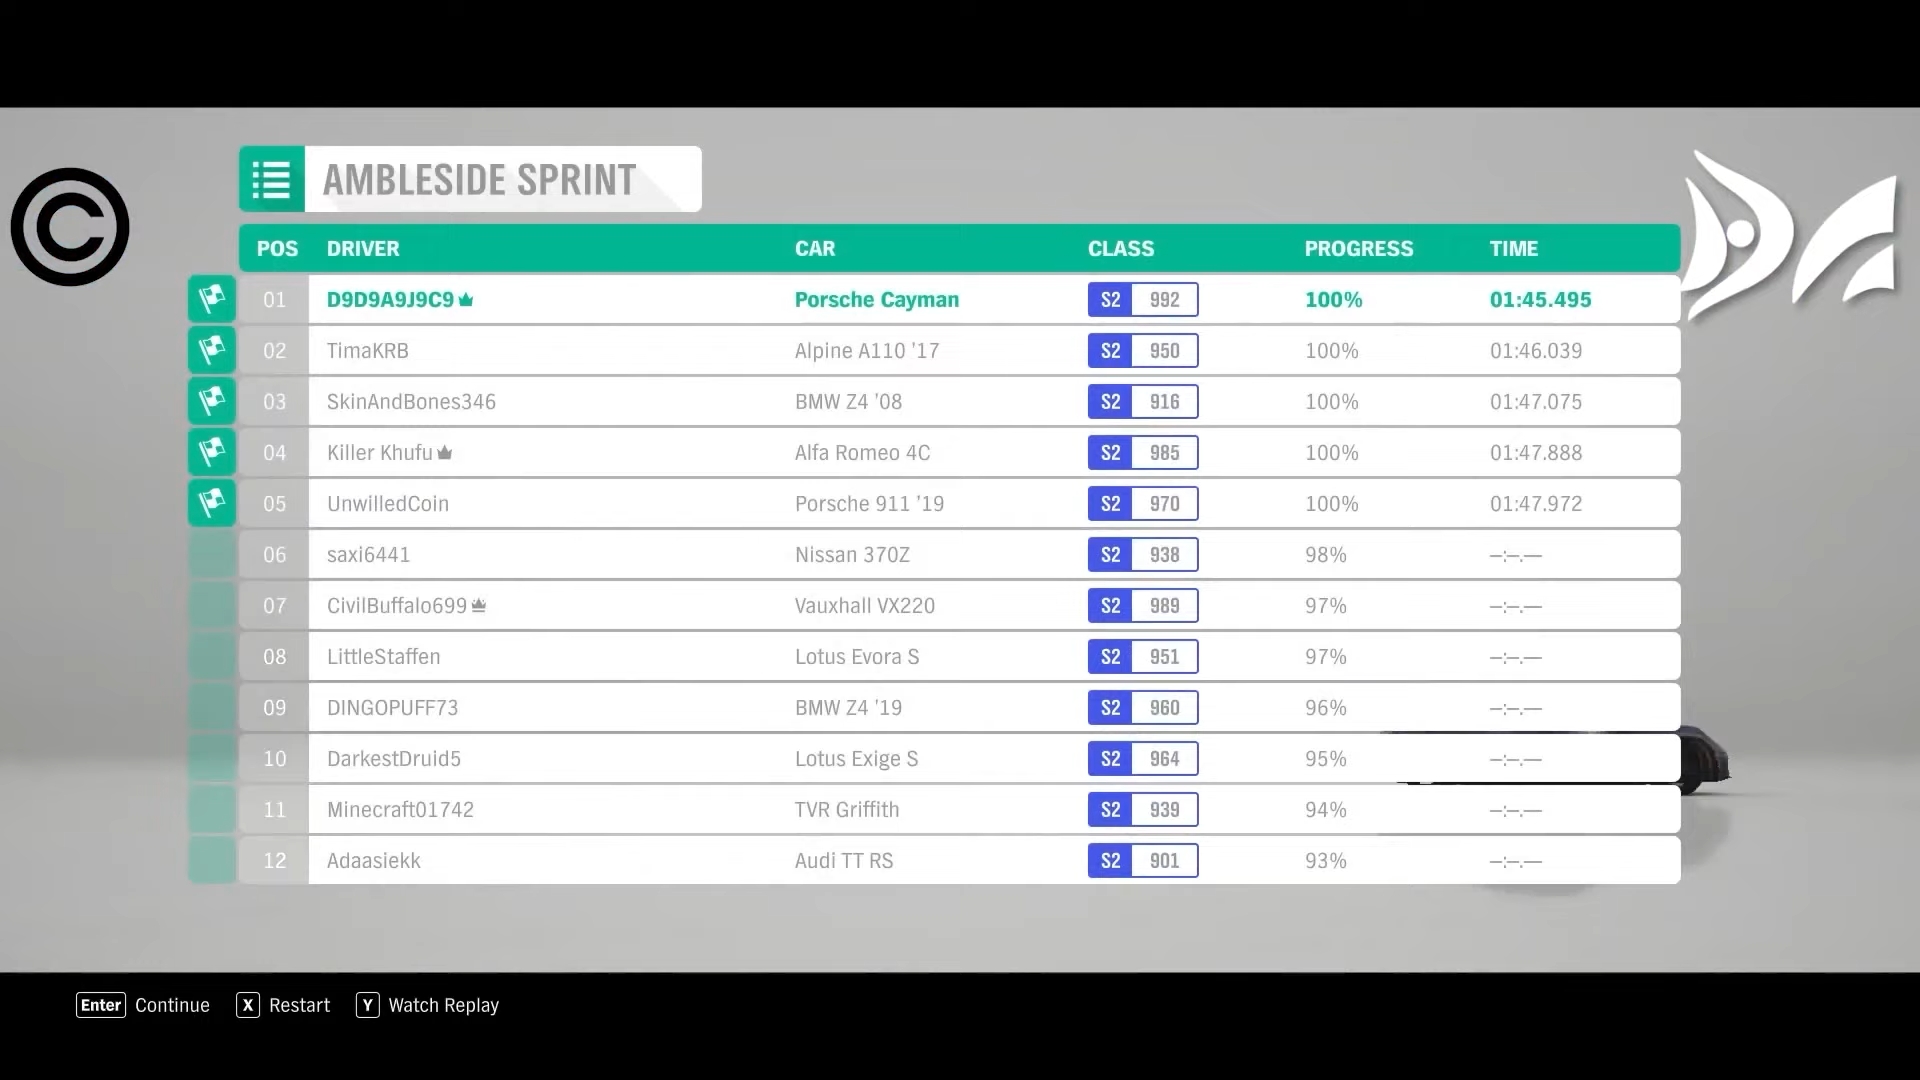 AMBLESIDE SPRINT
POS DRIVER CAR CLASS PROGRESS TIME
01 D9D9A9J9C9 Porsche Cayman S2 992 100% 01:45.495
02 TimaKRB Alpine A110 '17 S2 950 100% 01:46.039
03 SkinAndBones346 BMW Z4 '08 S2 916 100% 01:47.075
04 Killer Khufu Alfa Romeo 4C S2 985 100% 01:47.888
05 UnwilledCoin Porsche 911 '19 S2 970 100% 01:47.972
06 saxi6441 Nissan 370Z S2 938 98% –:–.–
07 CivilBuffalo699 Vauxhall VX220 S2 989 97% –:–.–
08 LittleStaffen Lotus Evora S S2 951 97% –:–.–
09 DINGOPUFF73 BMW Z4 '19 S2 960 96% –:–.–
10 DarkestDruid5 Lotus Exige S S2 964 95% –:–.–
11 Minecraft01742 TVR Griffith S2 939 94% –:–.–
12 Adaasiekk Audi TT RS S2 901 93% –:–.–
Enter Continue X Restart Y Watch Replay